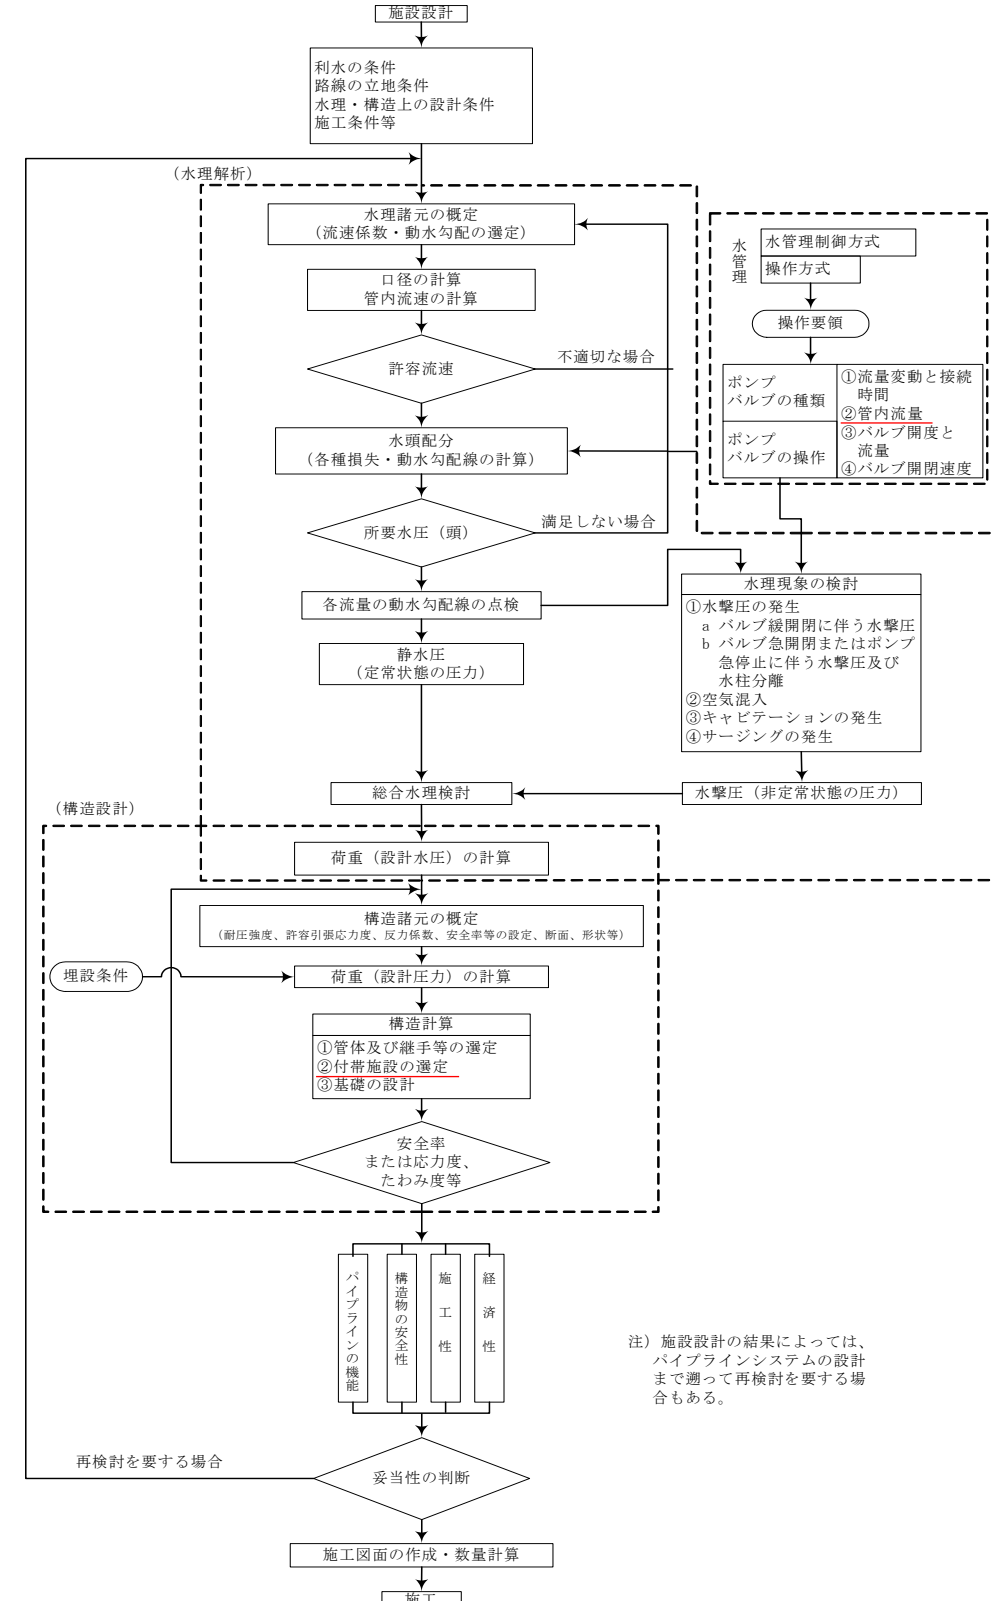 施設設計
利水の条件
路線の立地条件
水理・構造上の設計条件
施工条件等
(水理解析)
水理諸元の概定
(流速係数・動水勾配の選定)
口径の計算
管内流速の計算
許容流速
不適切な場合
水頭配分
(各種損失・動水勾配線の計算)
所要水圧(頭)
満足しない場合
各流量の動水勾配線の点検
静水圧
(定常状態の圧力)
水管理
水管理制御方式
操作方式
操作要領
ポンプ
バルブの種類
ポンプ
バルブの操作
①流量変動と接続
時間
②管内流量
③バルブ開度と
流量
④バルブ開閉速度
水理現象の検討
①水撃圧の発生
a バルブ緩開閉に伴う水撃圧
b バルブ急開閉またはポンプ
急停止に伴う水撃圧及び
水柱分離
②空気混入
③キャビテーションの発生
④サージングの発生
総合水理検討
水撃圧(非定常状態の圧力)
(構造設計)
荷重(設計水圧)の計算
構造諸元の概定
(耐圧強度、許容引張応力度、反力係数、安全率等の設定、断面、形状等)
埋設条件
荷重(設計圧力)の計算
構造計算
①管体及び継手等の選定
②付帯施設の選定
③基礎の設計
安全率
または応力度、
たわみ度等
パイプラインの機能
構造物の安全性
施工性
経済性
注)施設設計の結果によっては、
パイプラインシステムの設計
まで遡って再検討を要する場
合もある。
再検討を要する場合
妥当性の判断
施工図面の作成・数量計算
施工